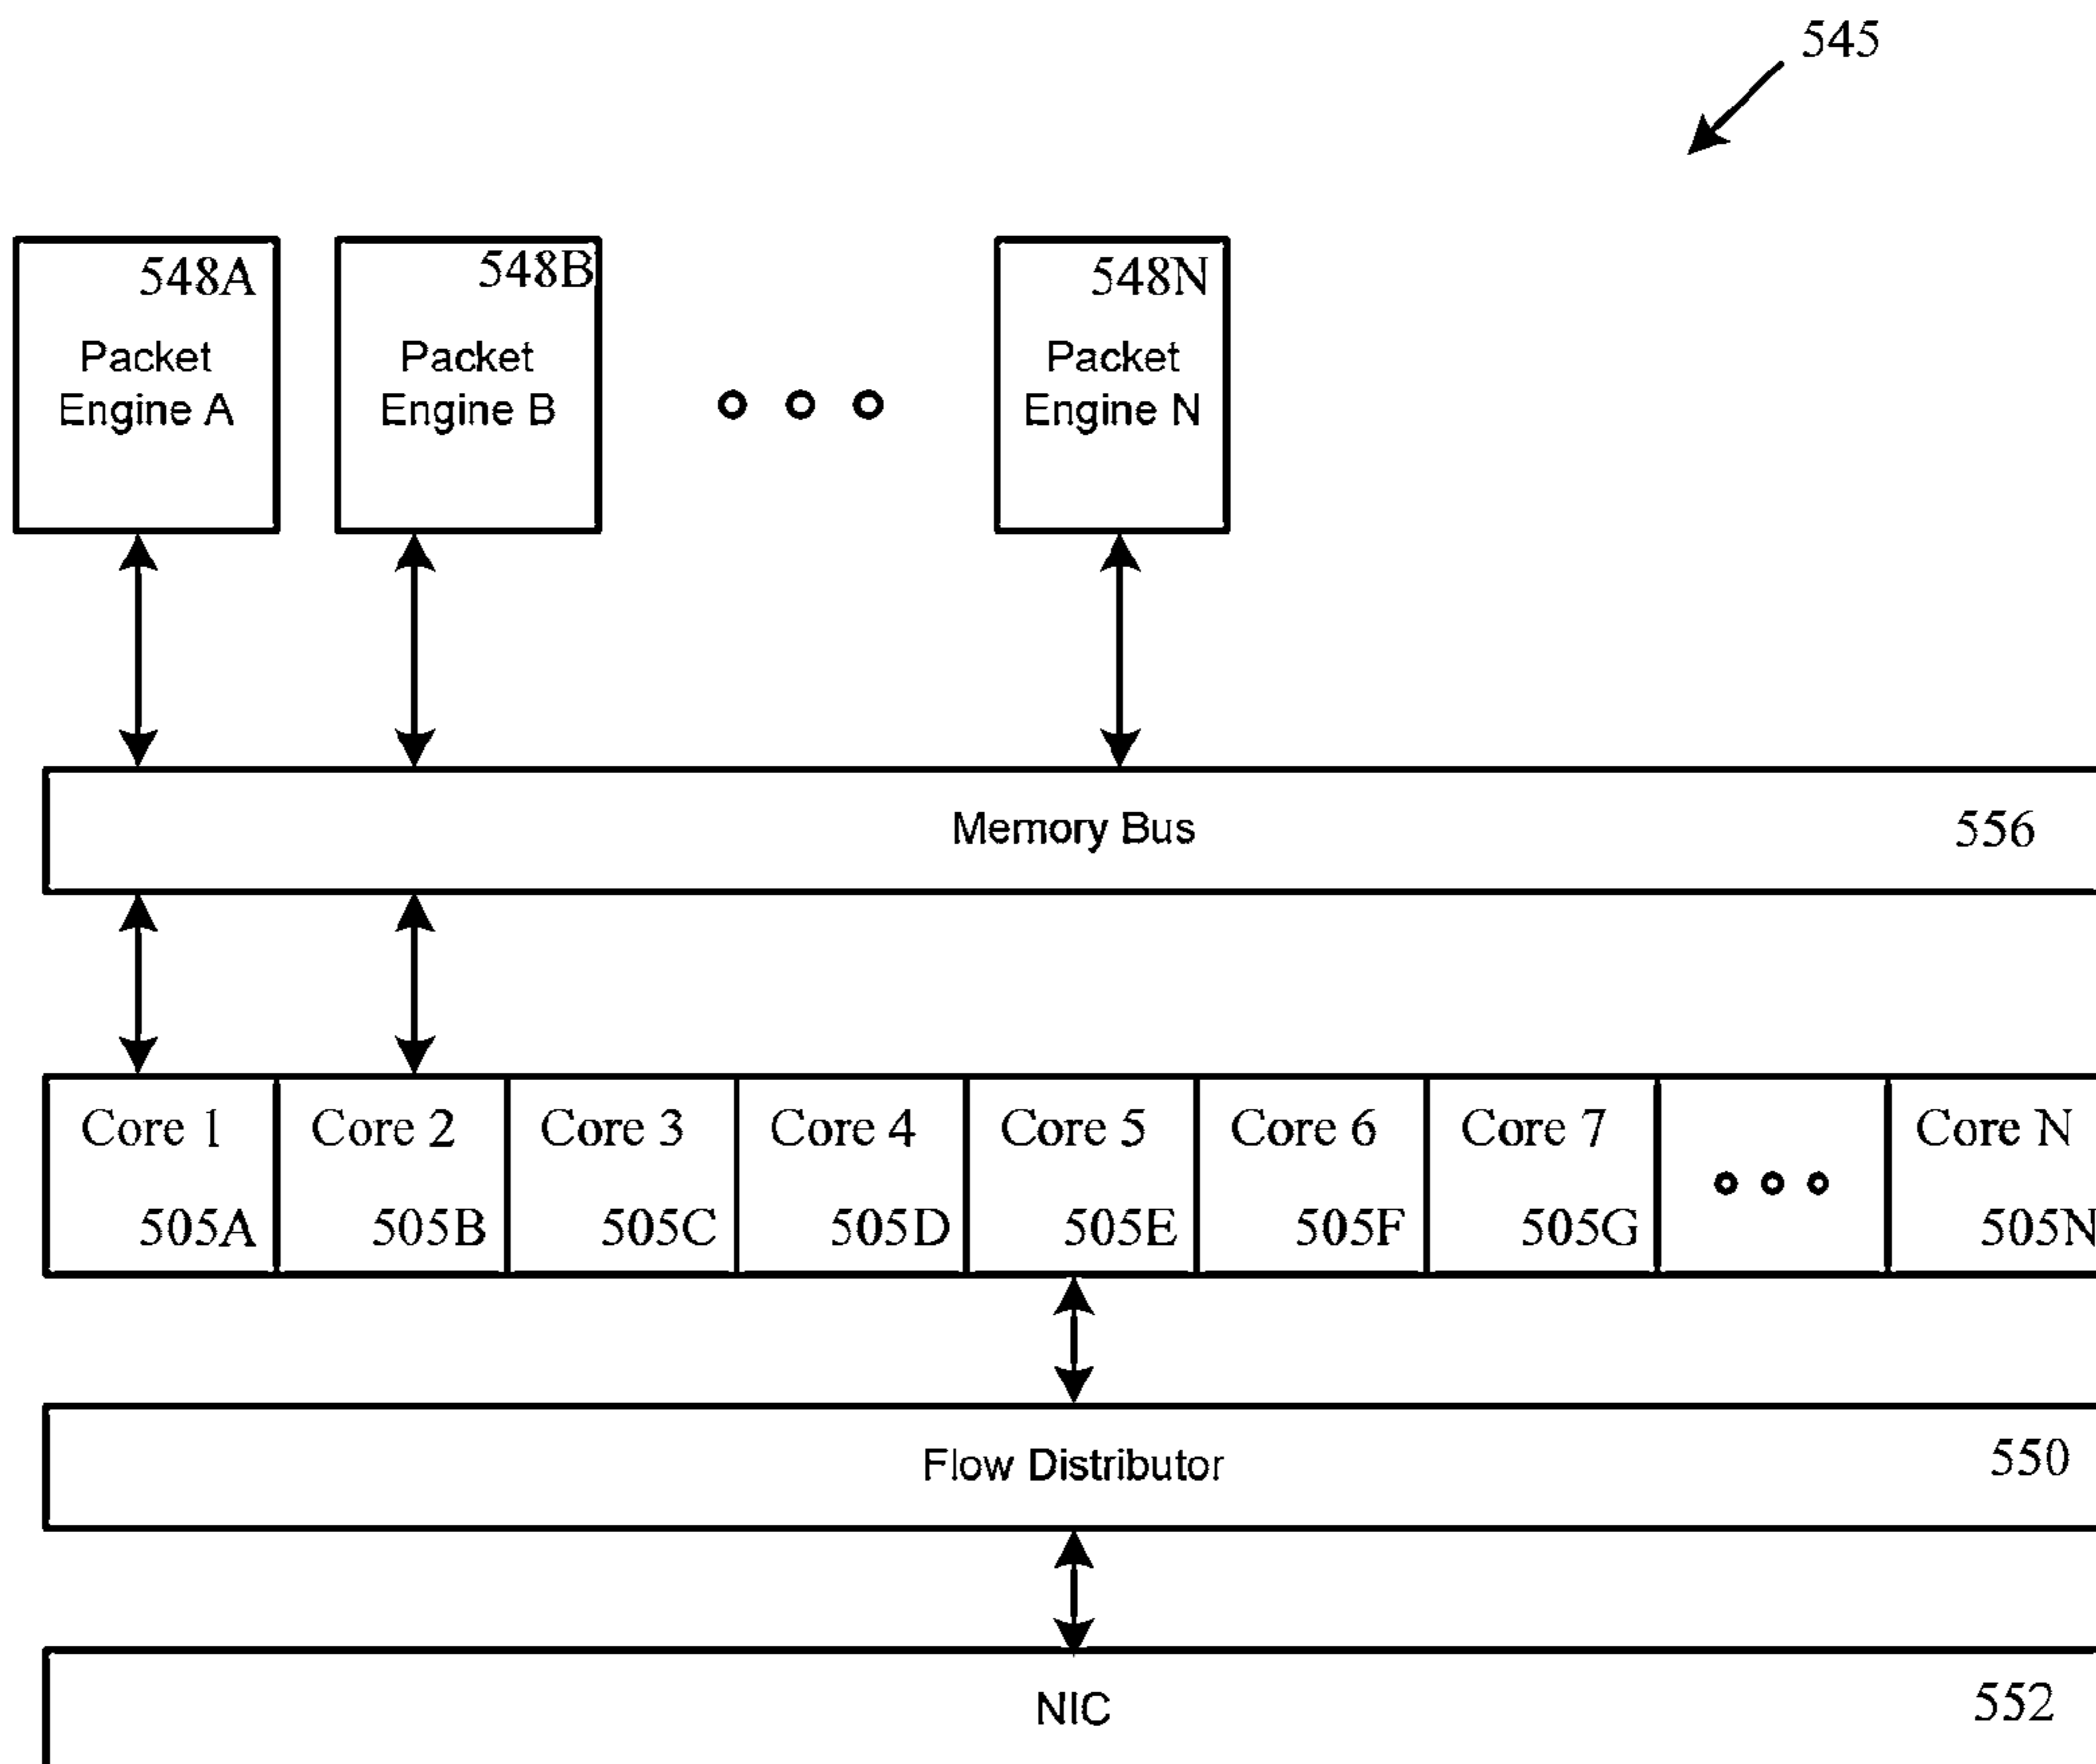 545
548A
Packet
Engine A
548B
Packet
Engine B
548N
Packet
Engine N
Memory Bus
556
Core 1
505A
Core 2
505B
Core 3
505C
Core 4
505D
Core 5
505E
Core 6
505F
Core 7
505G
Core N
505N
Flow Distributor
550
NIC
552